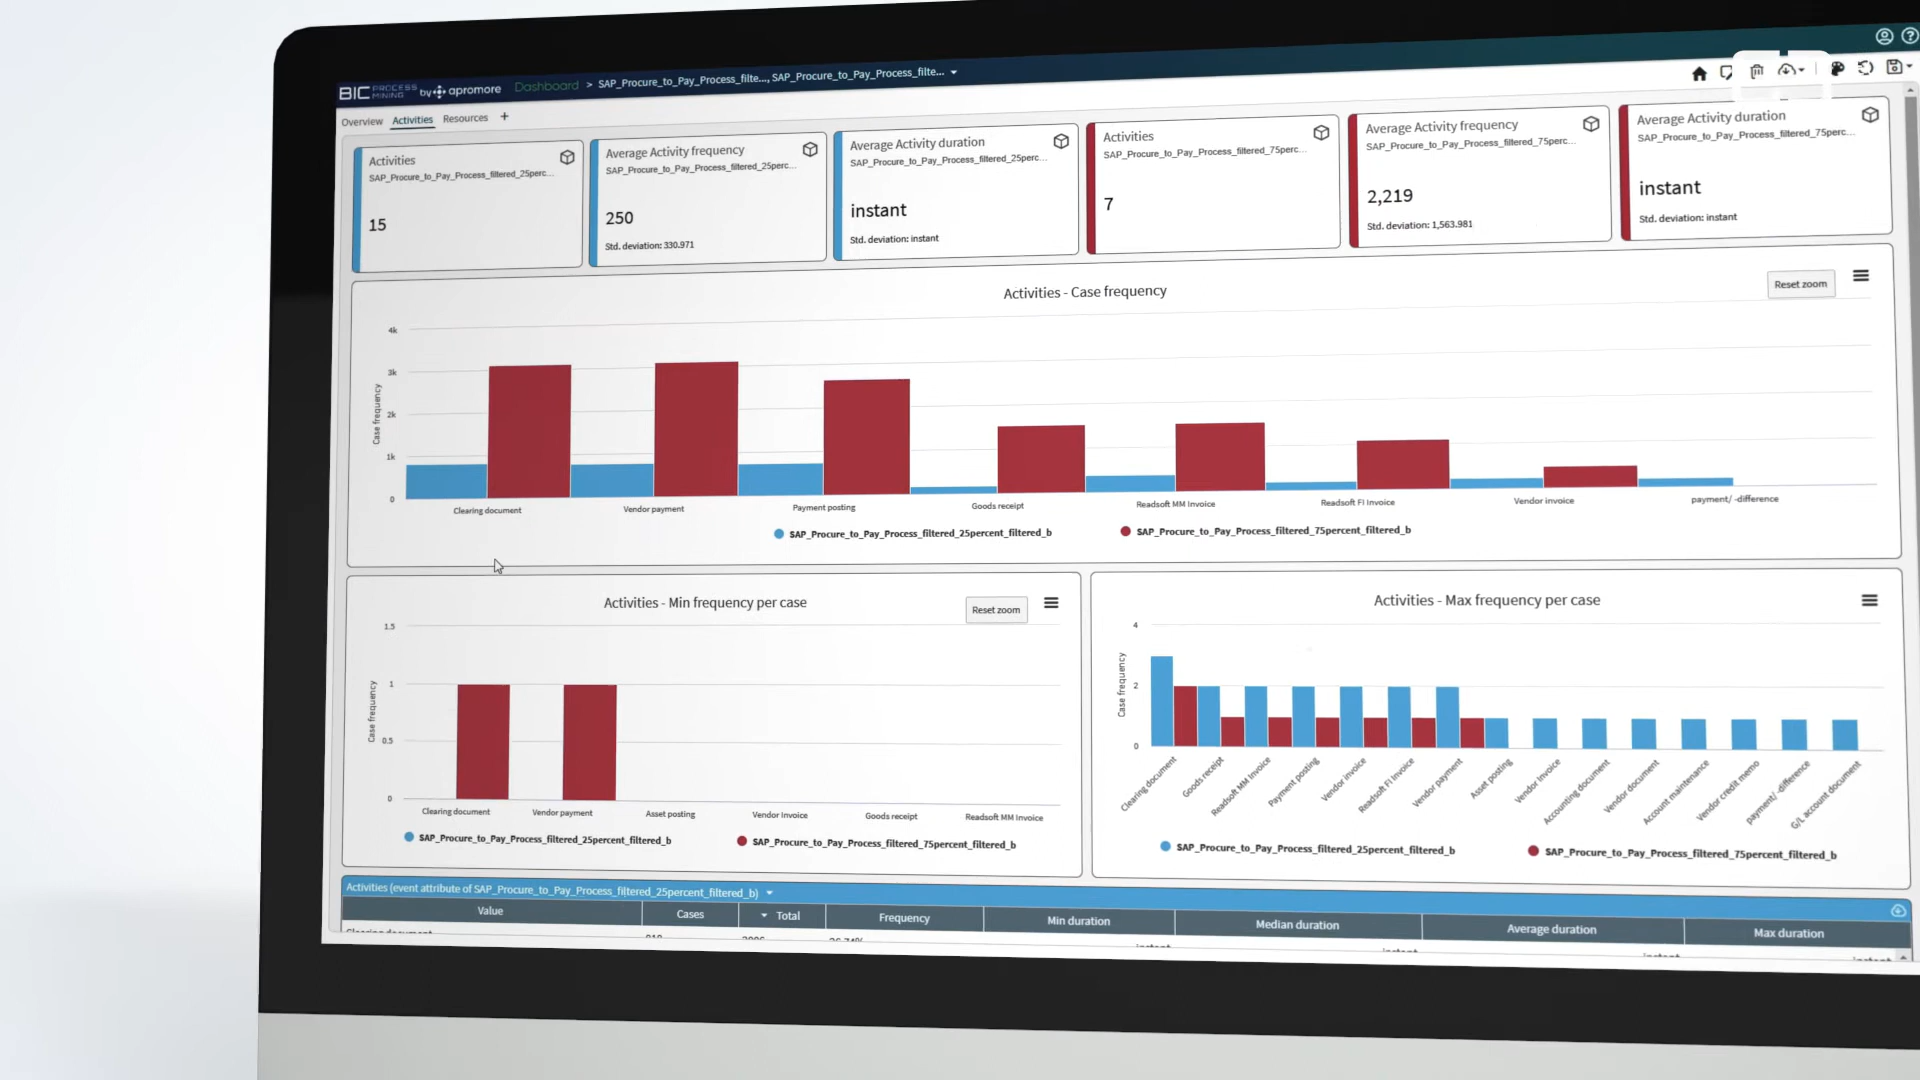 BIC PROCESS MINING by apromore Dashboard > SAP_Procure_to_Pay_Process_filte..., SAP_Procure_to_Pay_Process_filte...
Overview Activities Resources +
Activities
SAP_Procure_to_Pay_Process_filtered_25perc...
15
Average Activity frequency
SAP_Procure_to_Pay_Process_filtered_25perc...
250
Std. deviation: 330.971
Average Activity duration
SAP_Procure_to_Pay_Process_filtered_25perc...
instant
Std. deviation: instant
Activities
SAP_Procure_to_Pay_Process_filtered_75perc...
7
Average Activity frequency
SAP_Procure_to_Pay_Process_filtered_75perc...
2,219
Std. deviation: 1,563.981
Average Activity duration
SAP_Procure_to_Pay_Process_filtered_75perc...
instant
Std. deviation: instant
Activities - Case frequency
Reset zoom
Case frequency
4k
3k
2k
1k
0
Clearing document Vendor payment Payment posting Goods receipt Readsoft MM Invoice Readsoft FI Invoice Vendor invoice payment/ -difference
SAP_Procure_to_Pay_Process_filtered_25percent_filtered_b SAP_Procure_to_Pay_Process_filtered_75percent_filtered_b
Activities - Min frequency per case
Reset zoom
Case frequency
1.5
1
0.5
0
Clearing document Vendor payment Asset posting Vendor Invoice Goods receipt Readsoft MM Invoice
SAP_Procure_to_Pay_Process_filtered_25percent_filtered_b SAP_Procure_to_Pay_Process_filtered_75percent_filtered_b
Activities - Max frequency per case
Case frequency
4
2
0
Clearing document Goods receipt Readsoft MM Invoice Payment posting Vendor invoice Readsoft FI Invoice Vendor payment Asset posting Vendor Invoice Accounting document Vendor document Account maintenance Vendor credit memo payment/ -difference G/L account document
SAP_Procure_to_Pay_Process_filtered_25percent_filtered_b SAP_Procure_to_Pay_Process_filtered_75percent_filtered_b
Activities (event attribute of SAP_Procure_to_Pay_Process_filtered_25percent_filtered_b)
Value Cases Total Frequency Min duration Median duration Average duration Max duration